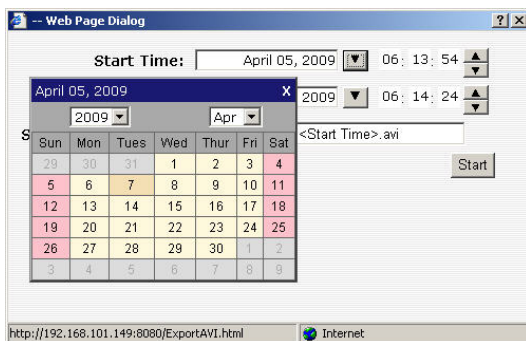 -- Web Page Dialog ? x
Start Time: April 05, 2009 06: 13: 54
April 05, 2009 X
2009 06: 14: 24
2009 Apr
S <Start Time>.avi
Sun Mon Tues Wed Thur Fri Sat
29 30 31 1 2 3 4
Start
5 6 7 8 9 10 11
12 13 14 15 16 17 18
19 20 21 22 23 24 25
26 27 28 29 30 1 2
3 4 5 6 7 8 9
http://192.168.101.149:8080/ExportAVI.html Internet